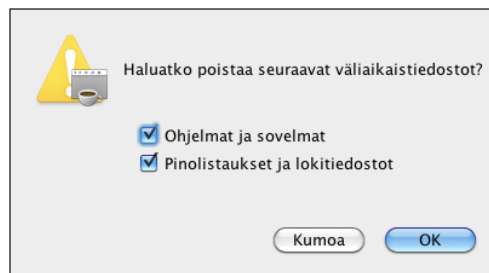 Haluatko poistaa seuraavat väliaikaistiedostot?
Ohjelmat ja sovelmat
Pinolistaukset ja lokitiedostot
Kumoa
OK